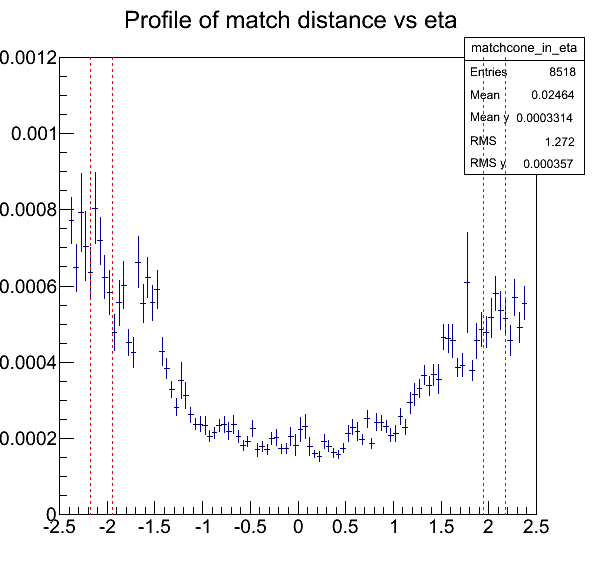 Profile of match distance vs eta
matchcone_in_eta
Entries 8518
Mean 0.02464
Mean y 0.0003314
RMS 1.272
RMS y 0.000357
0.0012
0.001
0.0008
0.0006
0.0004
0.0002
0
-2.5 -2 -1.5 -1 -0.5 0 0.5 1 1.5 2 2.5